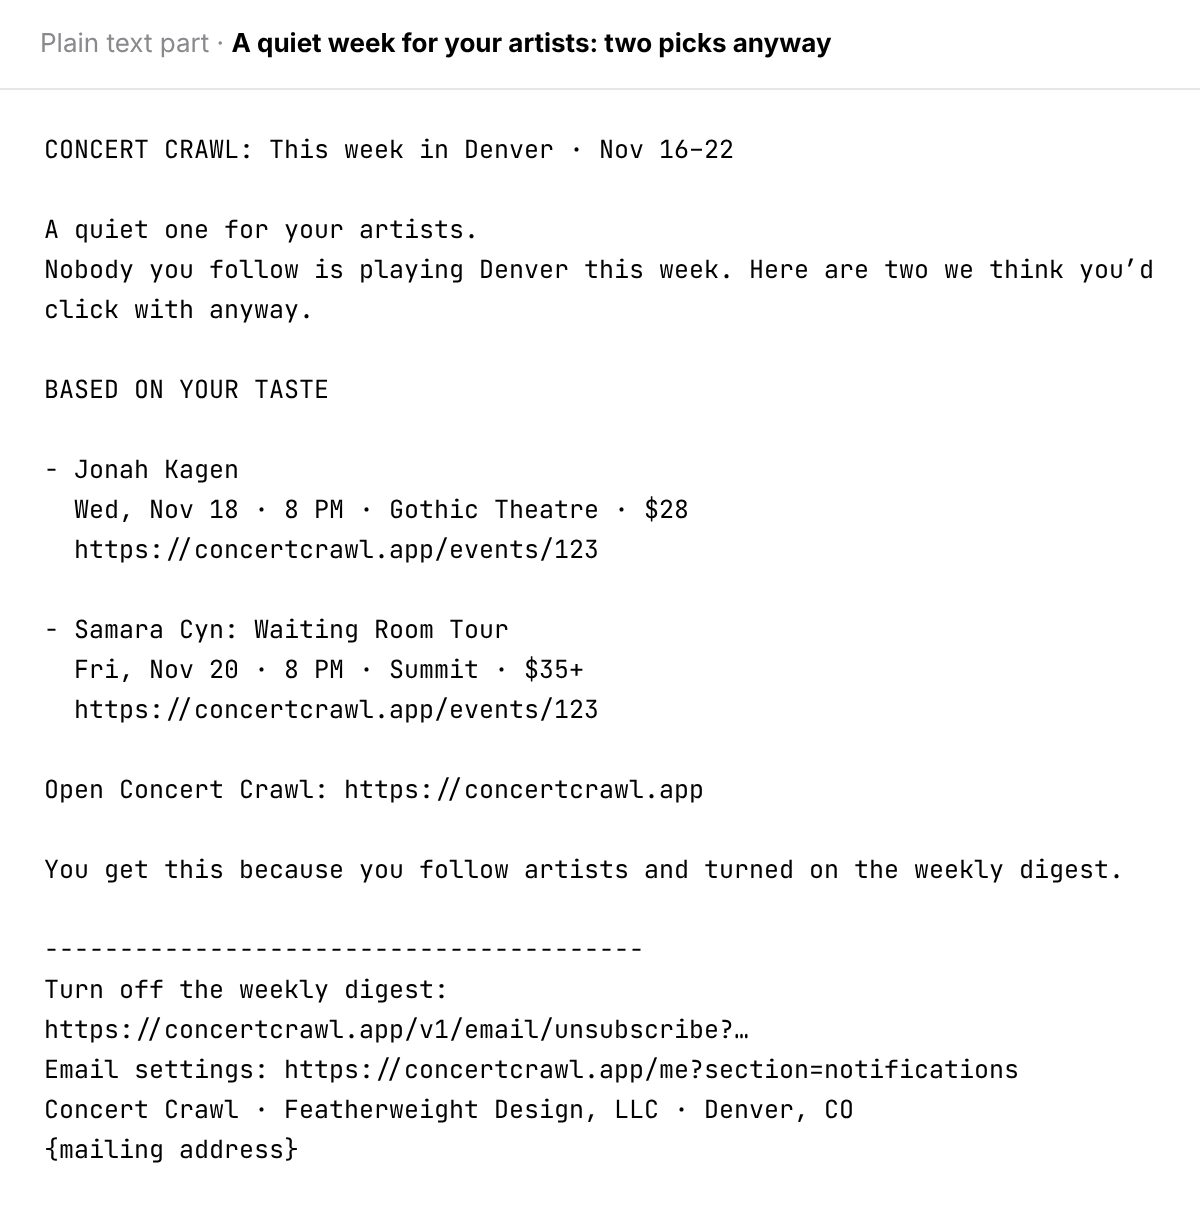 Plain text part · A quiet week for your artists: two picks anyway
CONCERT CRAWL: This week in Denver · Nov 16–22
A quiet one for your artists.
Nobody you follow is playing Denver this week. Here are two we think you’d
click with anyway.
BASED ON YOUR TASTE
- Jonah Kagen
Wed, Nov 18 · 8 PM · Gothic Theatre · $28
https://concertcrawl.app/events/123
- Samara Cyn: Waiting Room Tour
Fri, Nov 20 · 8 PM · Summit · $35+
https://concertcrawl.app/events/123
Open Concert Crawl: https://concertcrawl.app
You get this because you follow artists and turned on the weekly digest.
----------------------------------------
Turn off the weekly digest:
https://concertcrawl.app/v1/email/unsubscribe?…
Email settings: https://concertcrawl.app/me?section=notifications
Concert Crawl · Featherweight Design, LLC · Denver, CO
{mailing address}